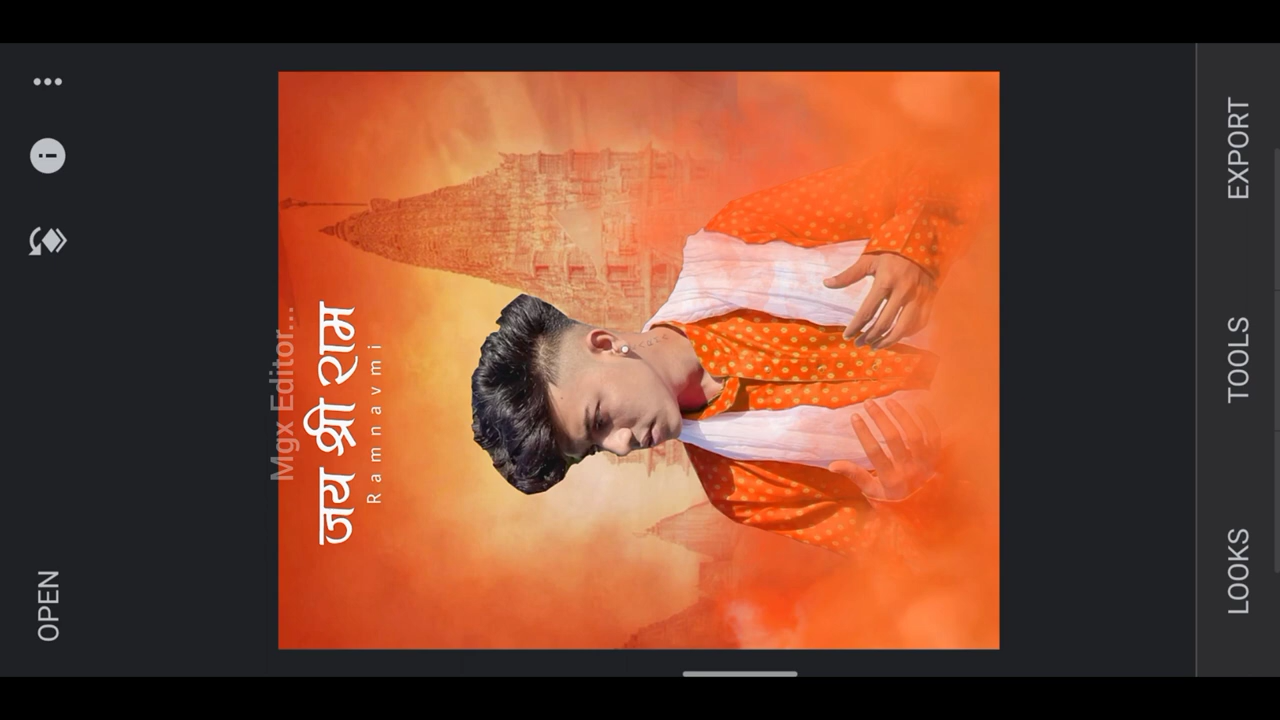 OPEN
Mgx Editor...
जय श्री राम
Ramnavmi
LOOKS
TOOLS
EXPORT